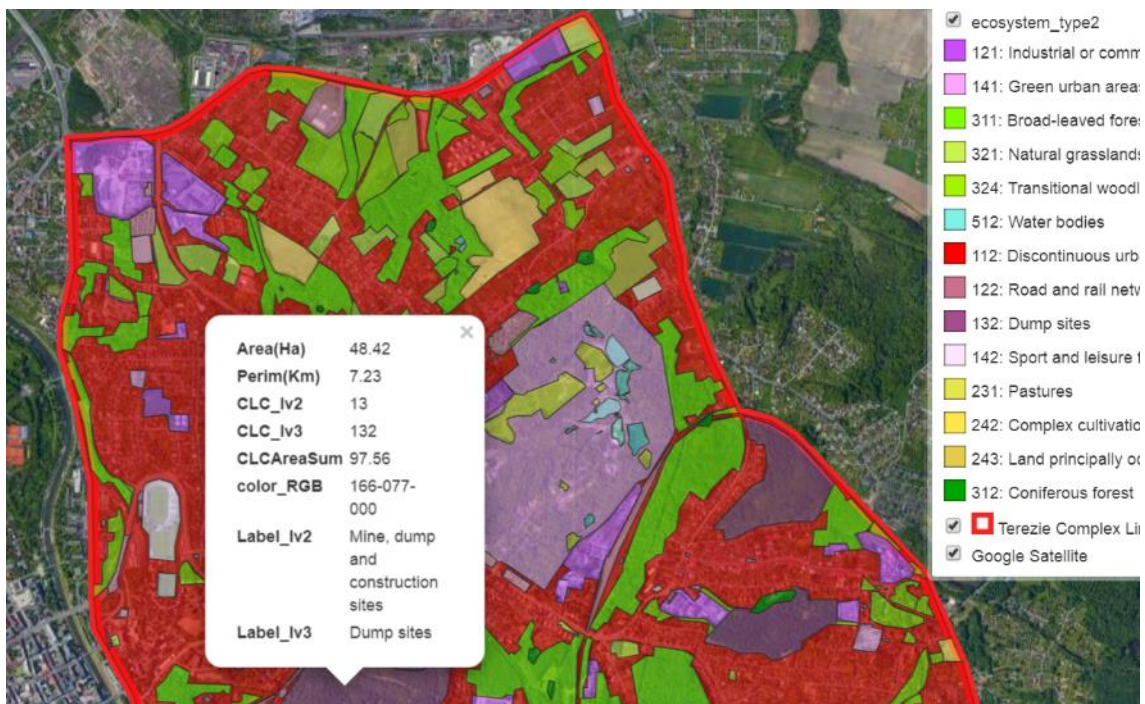 Area(Ha) 48.42
Perim(Km) 7.23
CLC_lv2 13
CLC_lv3 132
CLCAreaSum 97.56
color_RGB 166-077-
000
Label_lv2 Mine, dump
and
construction
sites
Label_lv3 Dump sites
ecosystem_type2
121: Industrial or comm
141: Green urban areas
311: Broad-leaved fores
321: Natural grasslands
324: Transitional woodl
512: Water bodies
112: Discontinuous urba
122: Road and rail netw
132: Dump sites
142: Sport and leisure f
231: Pastures
242: Complex cultivatio
243: Land principally oc
312: Coniferous forest
Terezie Complex Li
Google Satellite